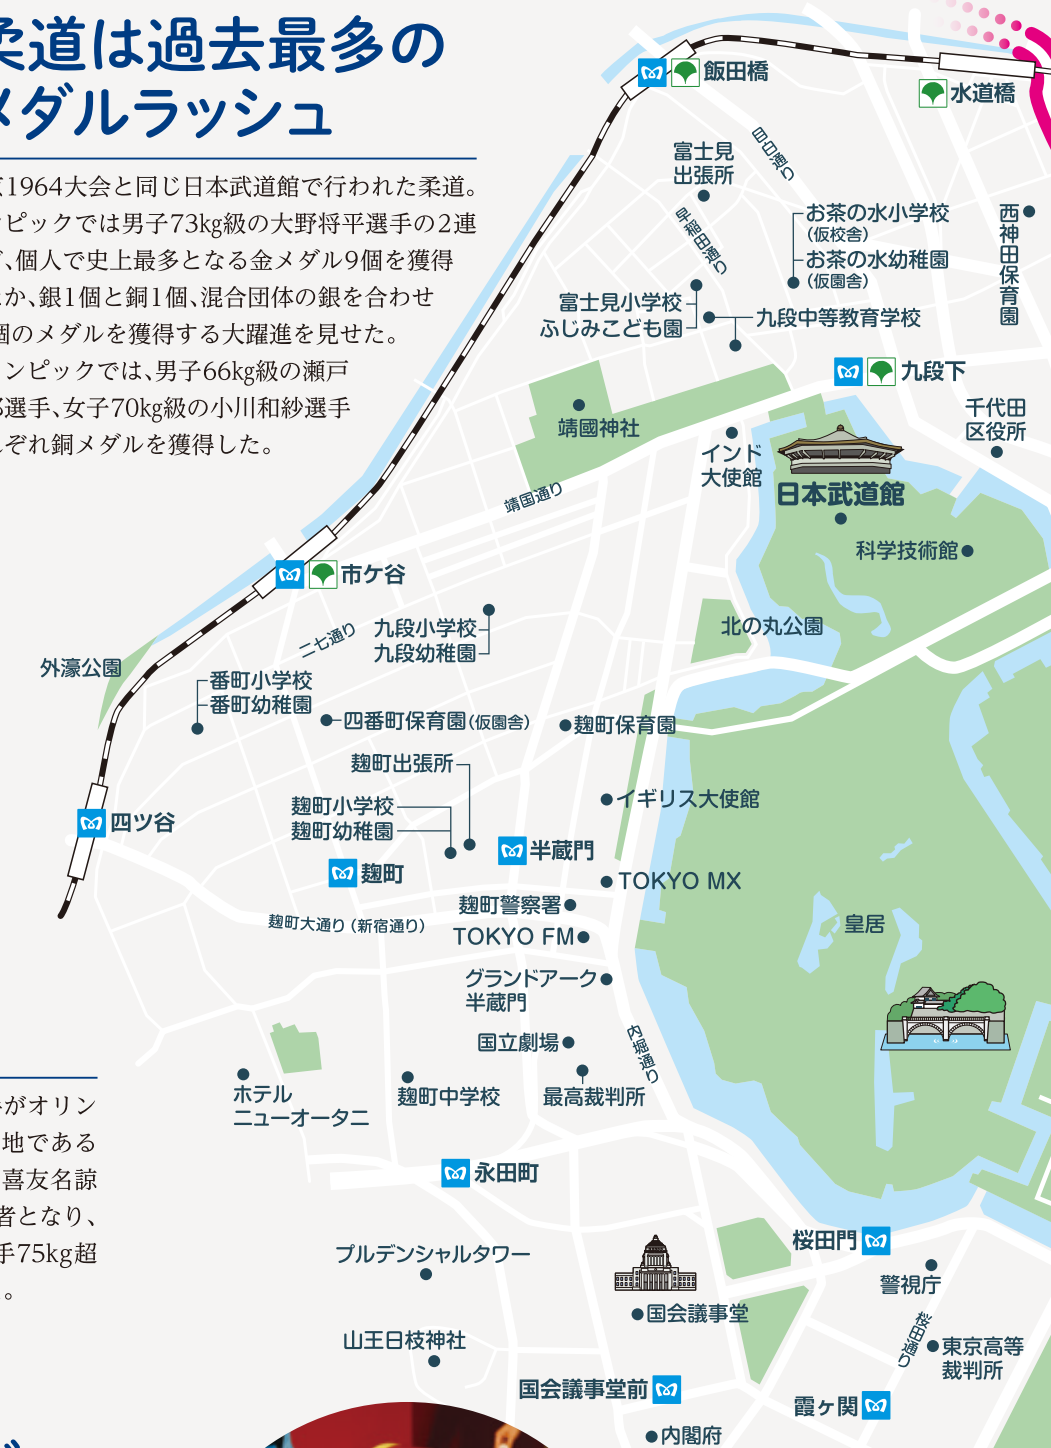 柔道は過去最多の
メダルラッシュ
1964大会と同じ日本武道館で行われた柔道。
ピックでは男子73kg級の大野将平選手の2連
、個人で史上最多となる金メダル9個を獲得
か、銀1個と銅1個、混合団体の銀を合わせ
個のメダルを獲得する大躍進を見せた。
ンピックでは、男子66kg級の瀬戸
選手、女子70kg級の小川和紗選手
ぞれ銅メダルを獲得した。
飯田橋
水道橋
目白通り
富士見
出張所
早稲田通り
お茶の水小学校
(仮校舎)
お茶の水幼稚園
(仮園舎)
西神田保育園
富士見小学校
ふじみこども園
九段中等教育学校
九段下
千代田
区役所
靖國神社
インド
大使館
日本武道館
靖国通り
科学技術館
市ケ谷
北の丸公園
二七通り
九段小学校
九段幼稚園
外濠公園
番町小学校
番町幼稚園
四番町保育園(仮園舎)
麹町保育園
麹町出張所
イギリス大使館
麹町小学校
麹町幼稚園
四ツ谷
半蔵門
麹町
TOKYO MX
麹町警察署
麹町大通り(新宿通り)
TOKYO FM
皇居
グランドアーク
半蔵門
国立劇場
内堀通り
ホテル
ニューオータニ
麹町中学校
最高裁判所
がオリン
地である
喜友名諒
者となり、
手75kg超
。
永田町
桜田門
プルデンシャルタワー
警視庁
国会議事堂
桜田通り
山王日枝神社
東京高等
裁判所
国会議事堂前
霞ヶ関
内閣府